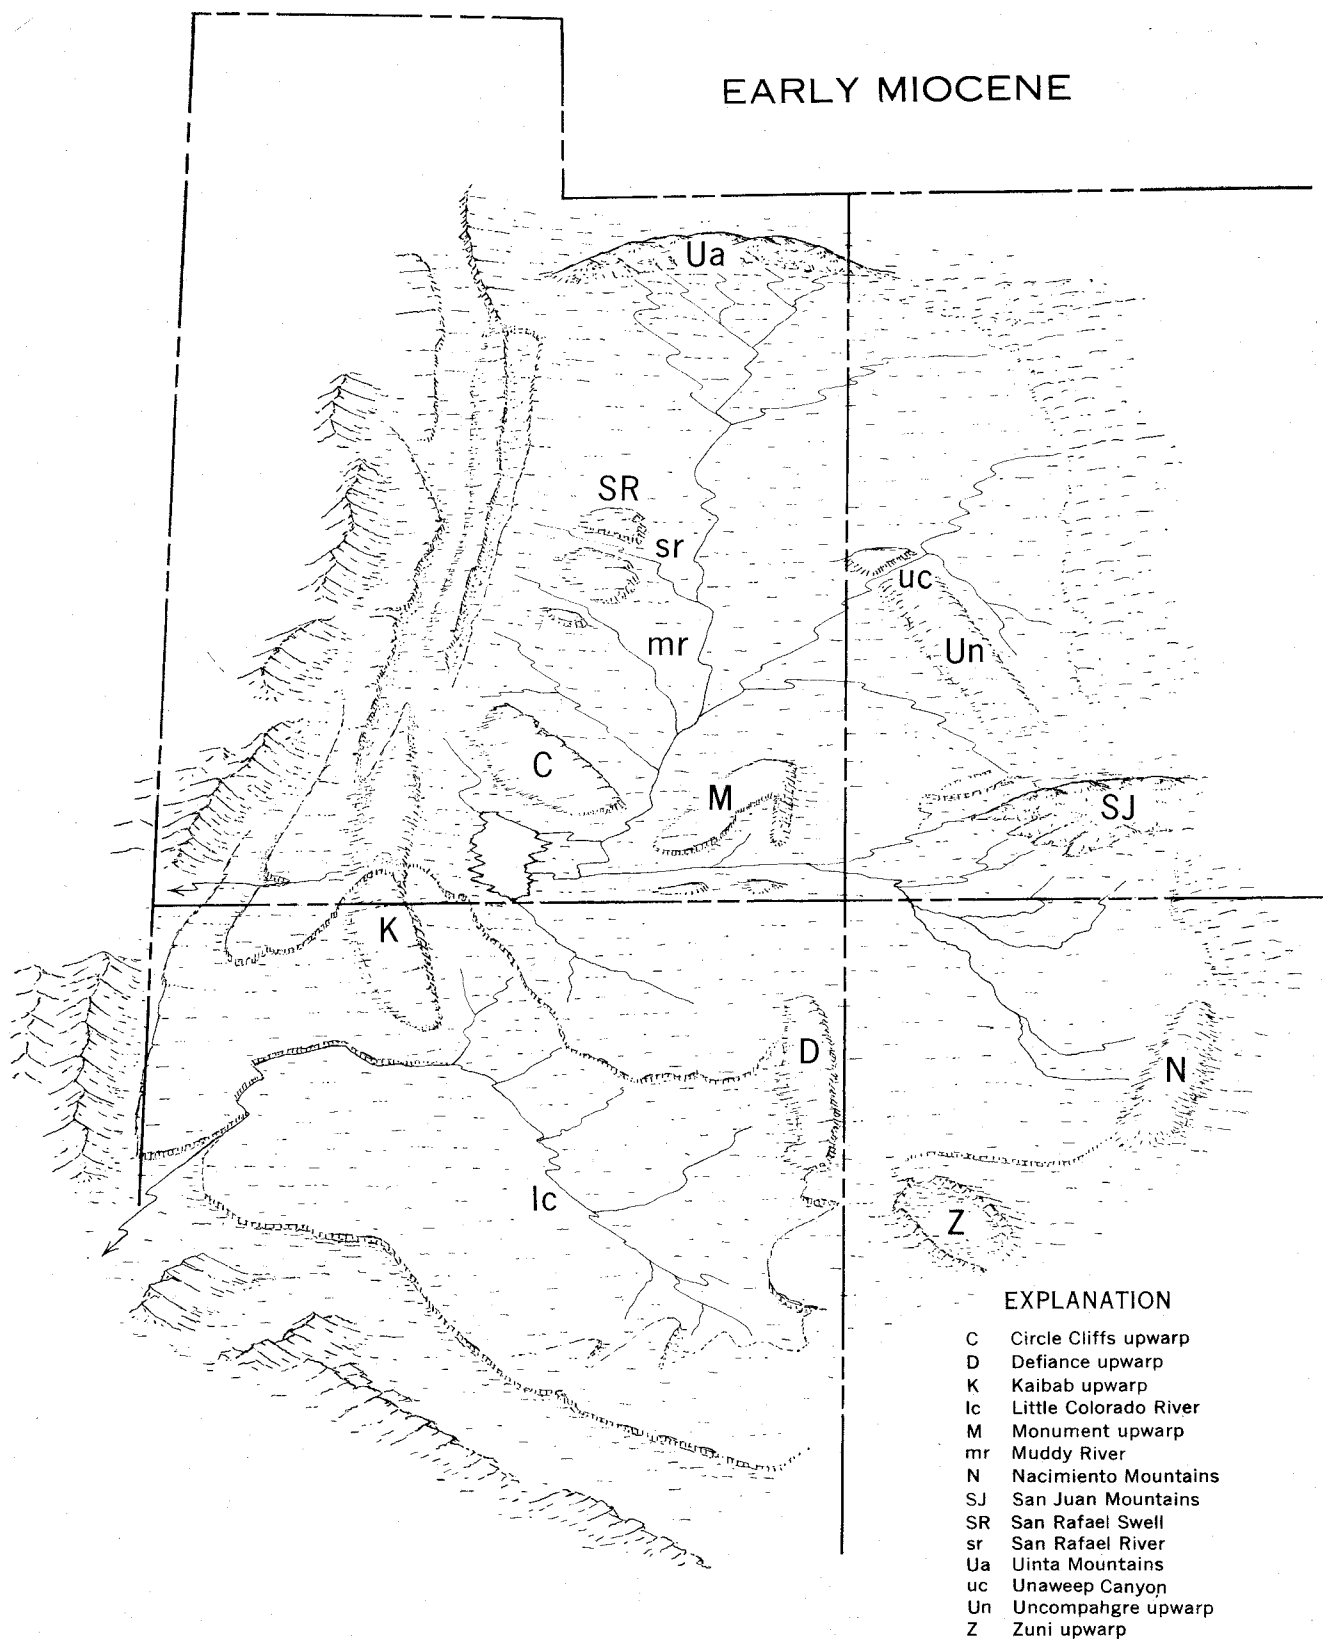 EARLY MIOCENE
Ua
SR
sr
uc
mr
Un
C
M
SJ
K
D
N
lc
Z
EXPLANATION
C Circle Cliffs upwarp
D Defiance upwarp
K Kaibab upwarp
lc Little Colorado River
M Monument upwarp
mr Muddy River
N Nacimiento Mountains
SJ San Juan Mountains
SR San Rafael Swell
sr San Rafael River
Ua Uinta Mountains
uc Unaweep Canyon
Un Uncompahgre upwarp
Z Zuni upwarp